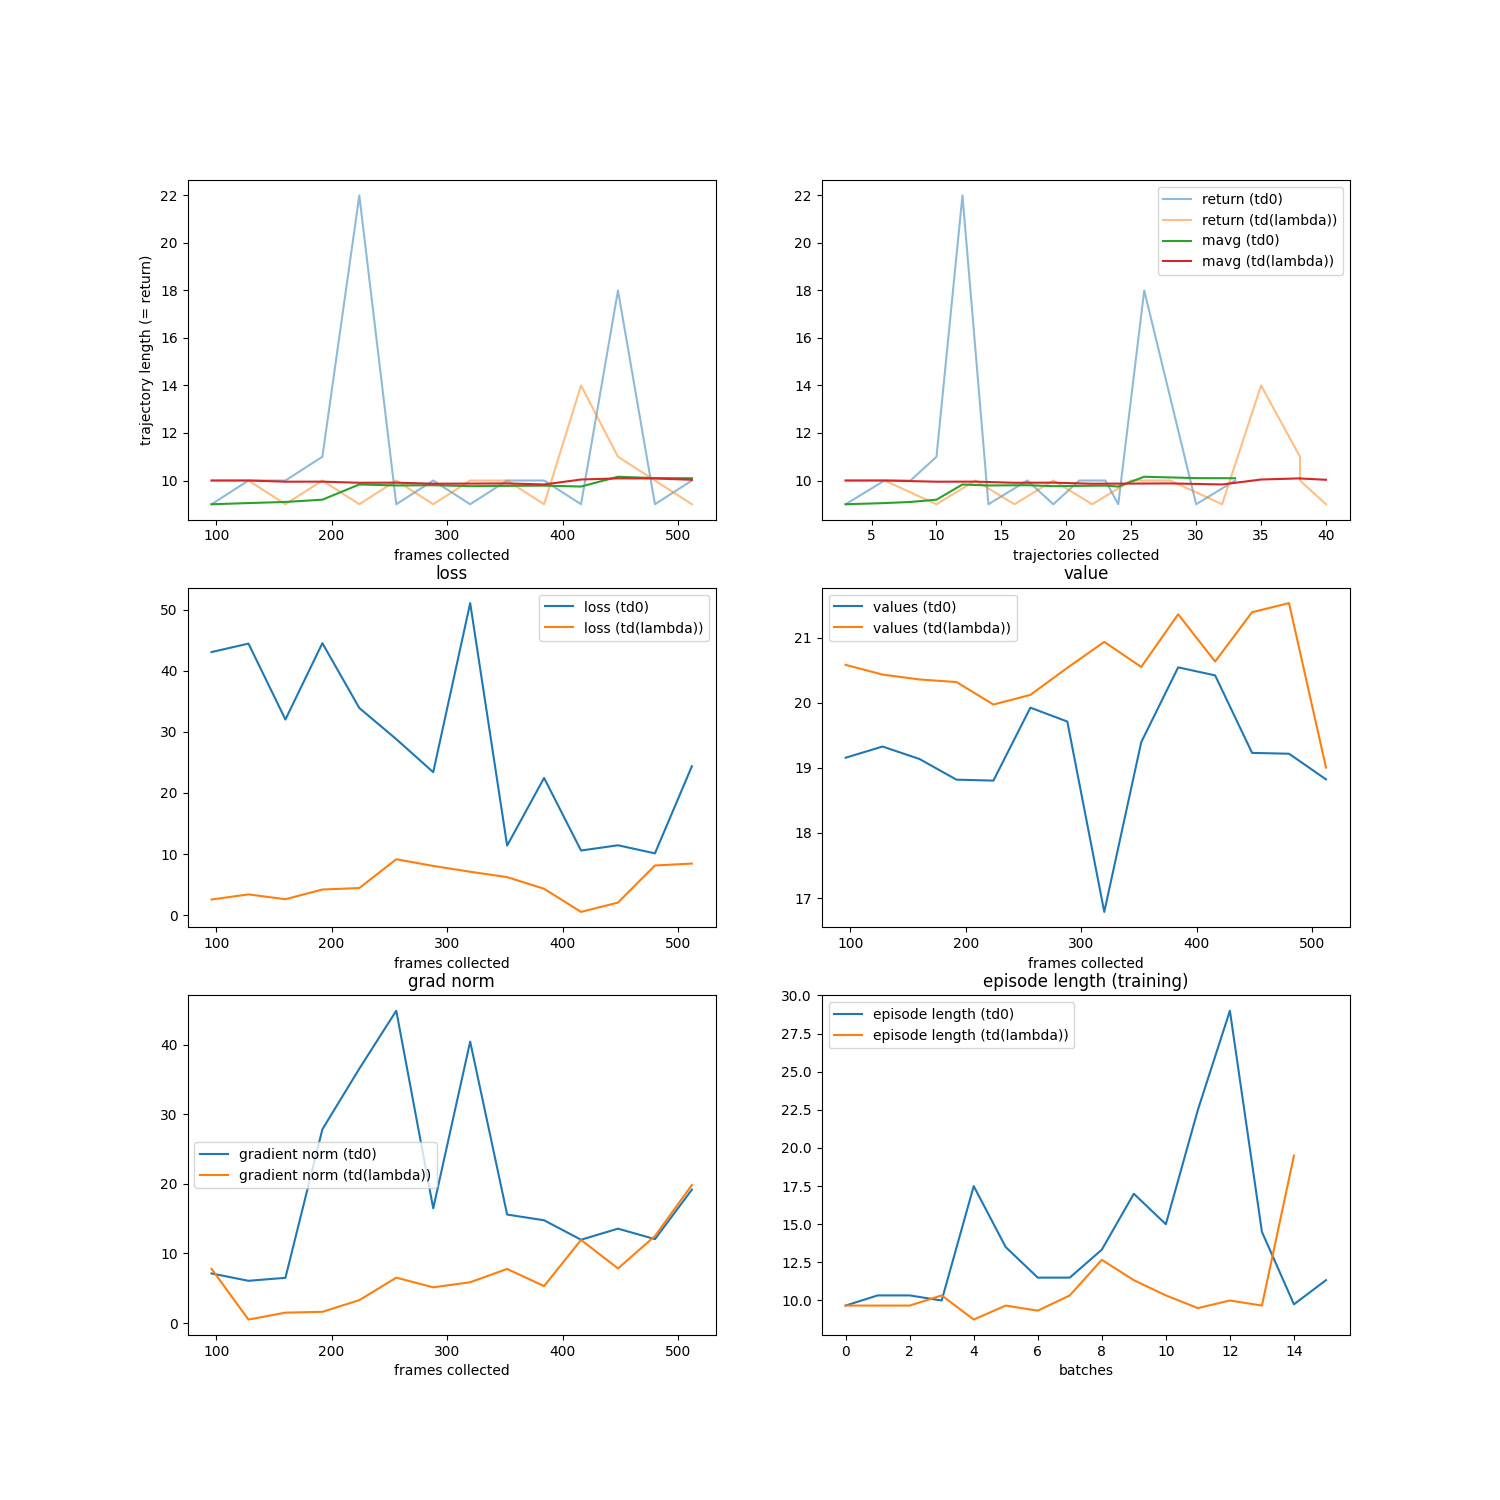 22
20
18
16
14
12
10
trajectory length (= return)
100 200 300 400 500
frames collected
22
20
18
16
14
12
10
return (td0)
return (td(lambda))
mavg (td0)
mavg (td(lambda))
5 10 15 20 25 30 35 40
trajectories collected
loss
50
40
30
20
10
0
loss (td0)
loss (td(lambda))
100 200 300 400 500
frames collected
value
values (td0)
values (td(lambda))
21
20
19
18
17
100 200 300 400 500
frames collected
grad norm
40
30
20
10
0
gradient norm (td0)
gradient norm (td(lambda))
100 200 300 400 500
frames collected
episode length (training)
episode length (td0)
episode length (td(lambda))
30.0
27.5
25.0
22.5
20.0
17.5
15.0
12.5
10.0
0 2 4 6 8 10 12 14
batches